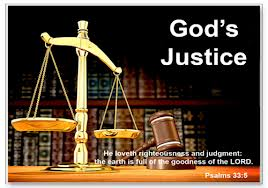 God's
Justice
He loveth righteousness and judgment:
the earth is full of the goodness of the LORD.
Psalms 33:5